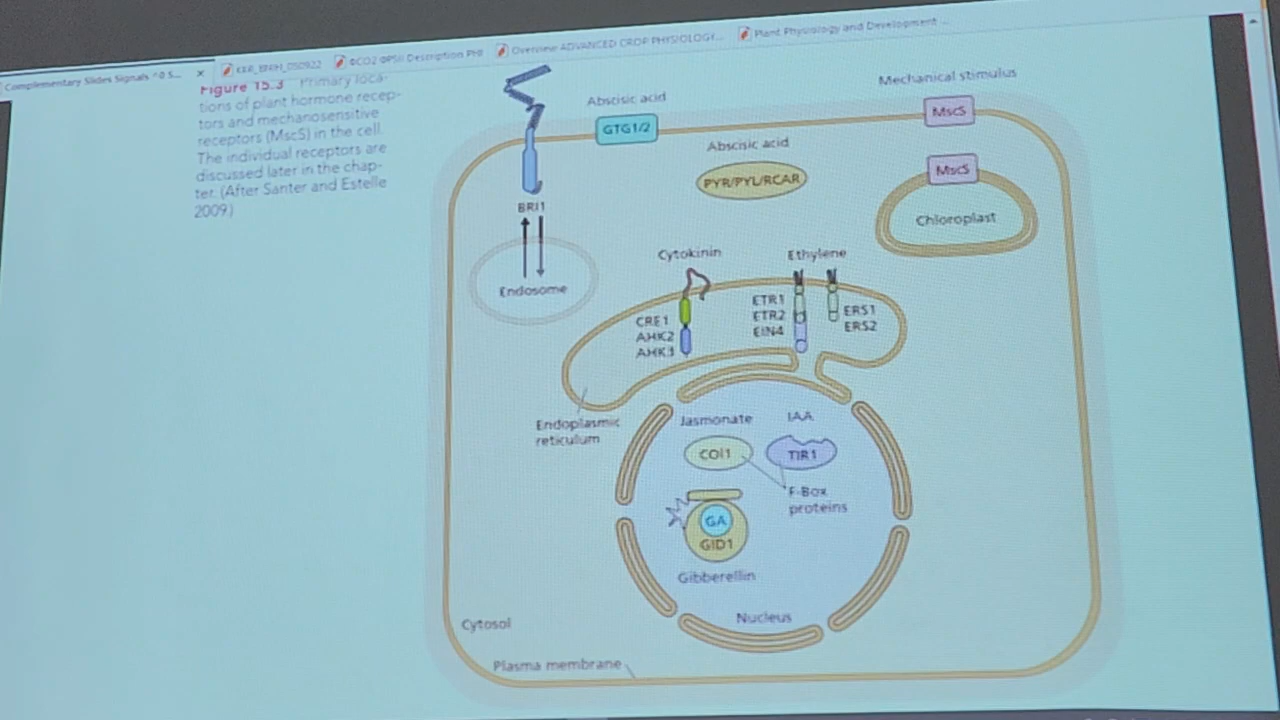 Complementary Slides Signals ^0 S... ×
ΦCO2 ΦPSII Description PHI
Overview ADVANCED CROP PHYSIOLOGY...
Plant Physiology and Development ...
Figure 15.3 Primary loca-
tions of plant hormone recep-
tors and mechanosensitive
receptors (MscS) in the cell.
The individual receptors are
discussed later in the chap-
ter. (After Santer and Estelle
2009.)
Abscisic acid
GTG1/2
Mechanical stimulus
MscS
Abscisic acid
PYR/PYL/RCAR
MscS
Chloroplast
BRI1
Endosome
Cytokinin
CRE1
AHK2
AHK3
Ethylene
ETR1
ETR2
EIN4
ERS1
ERS2
Endoplasmic
reticulum
Jasmonate
COI1
IAA
TIR1
F-Box
proteins
GA
GID1
Gibberellin
Nucleus
Cytosol
Plasma membrane